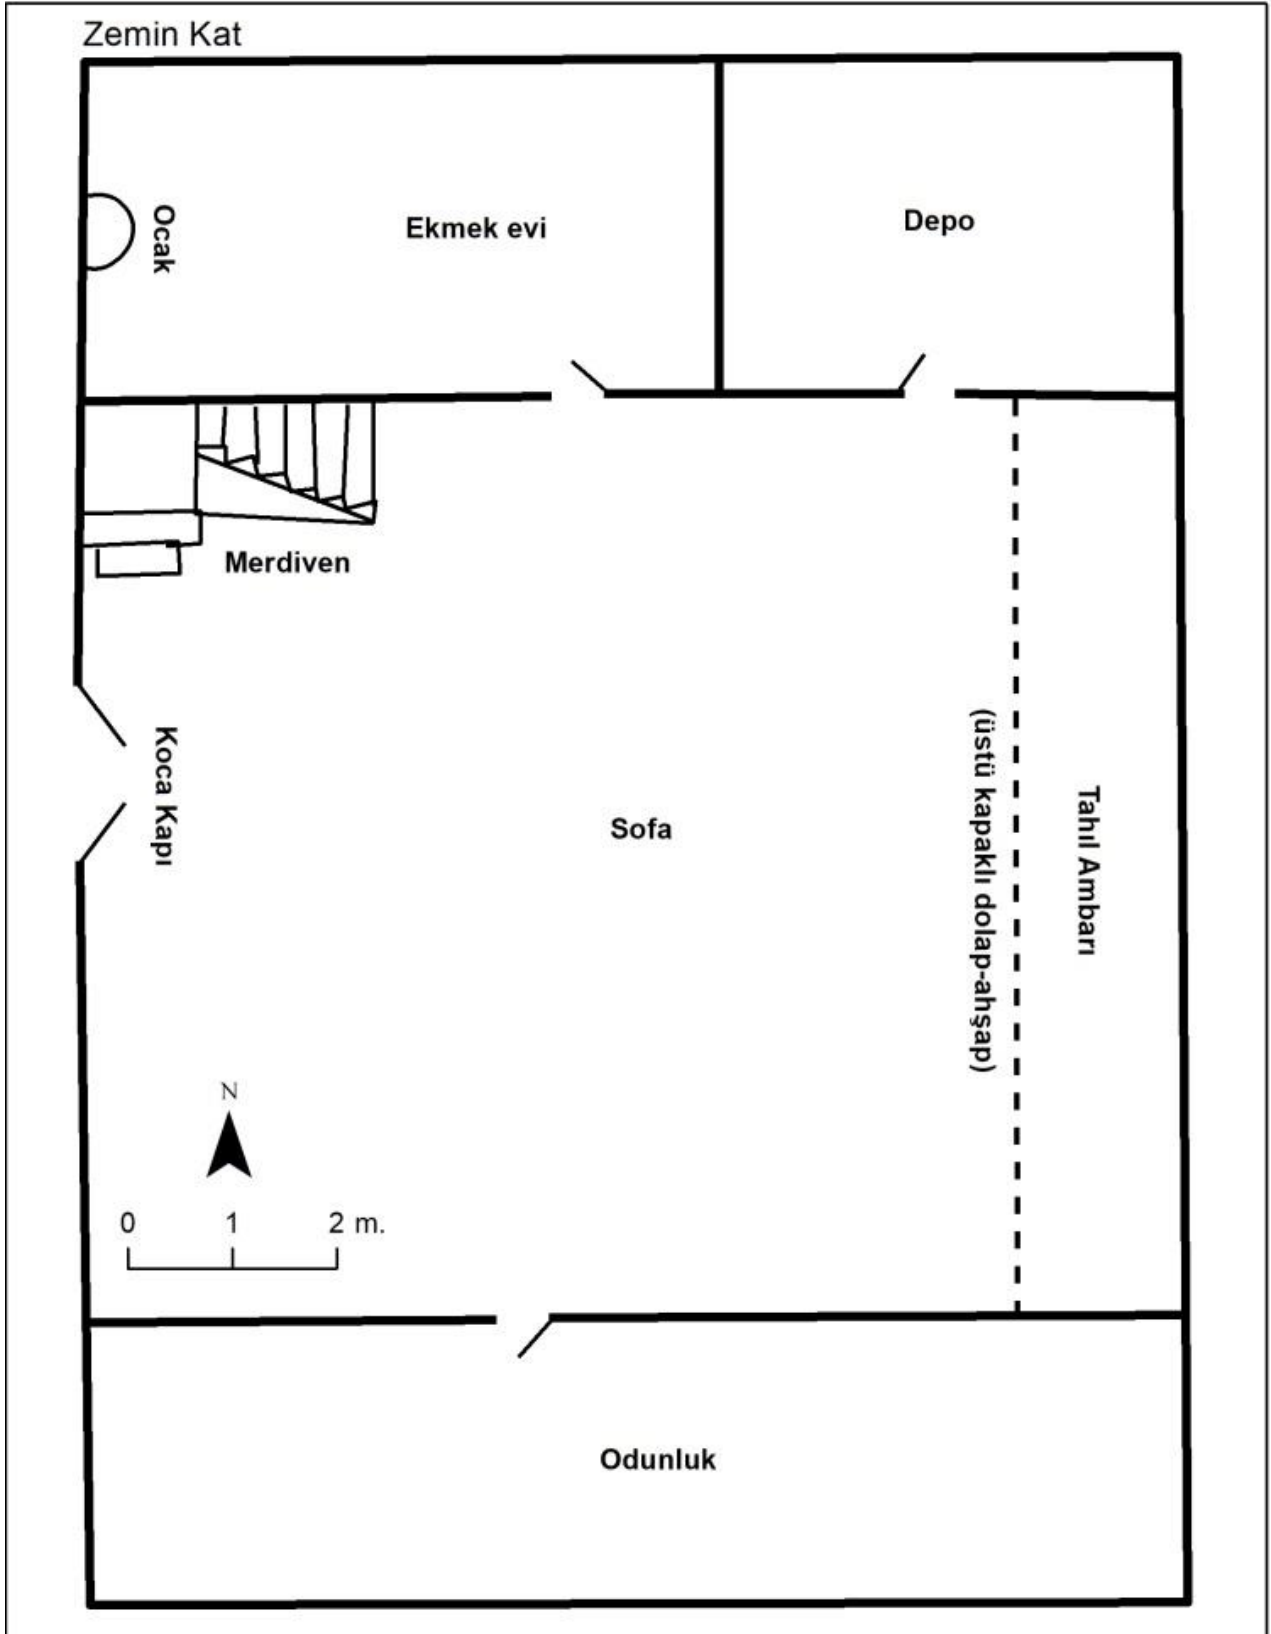 Zemin Kat
Ocak
Ekmek evi
Depo
Merdiven
Koca Kapı
Sofa
(üstü kapaklı dolap-ahşap)
Tahıl Ambarı
N
0 1 2 m.
Odunluk